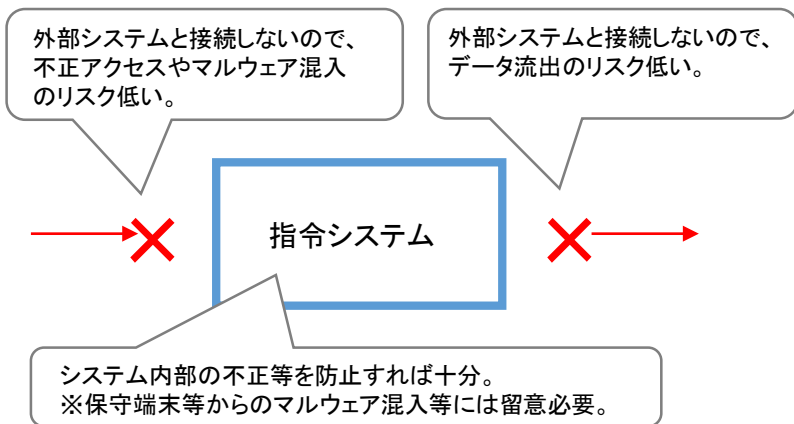 外部システムと接続しないので、
不正アクセスやマルウェア混入
のリスク低い。
外部システムと接続しないので、
データ流出のリスク低い。
指令システム
システム内部の不正等を防止すれば十分。
※保守端末等からのマルウェア混入等には留意必要。